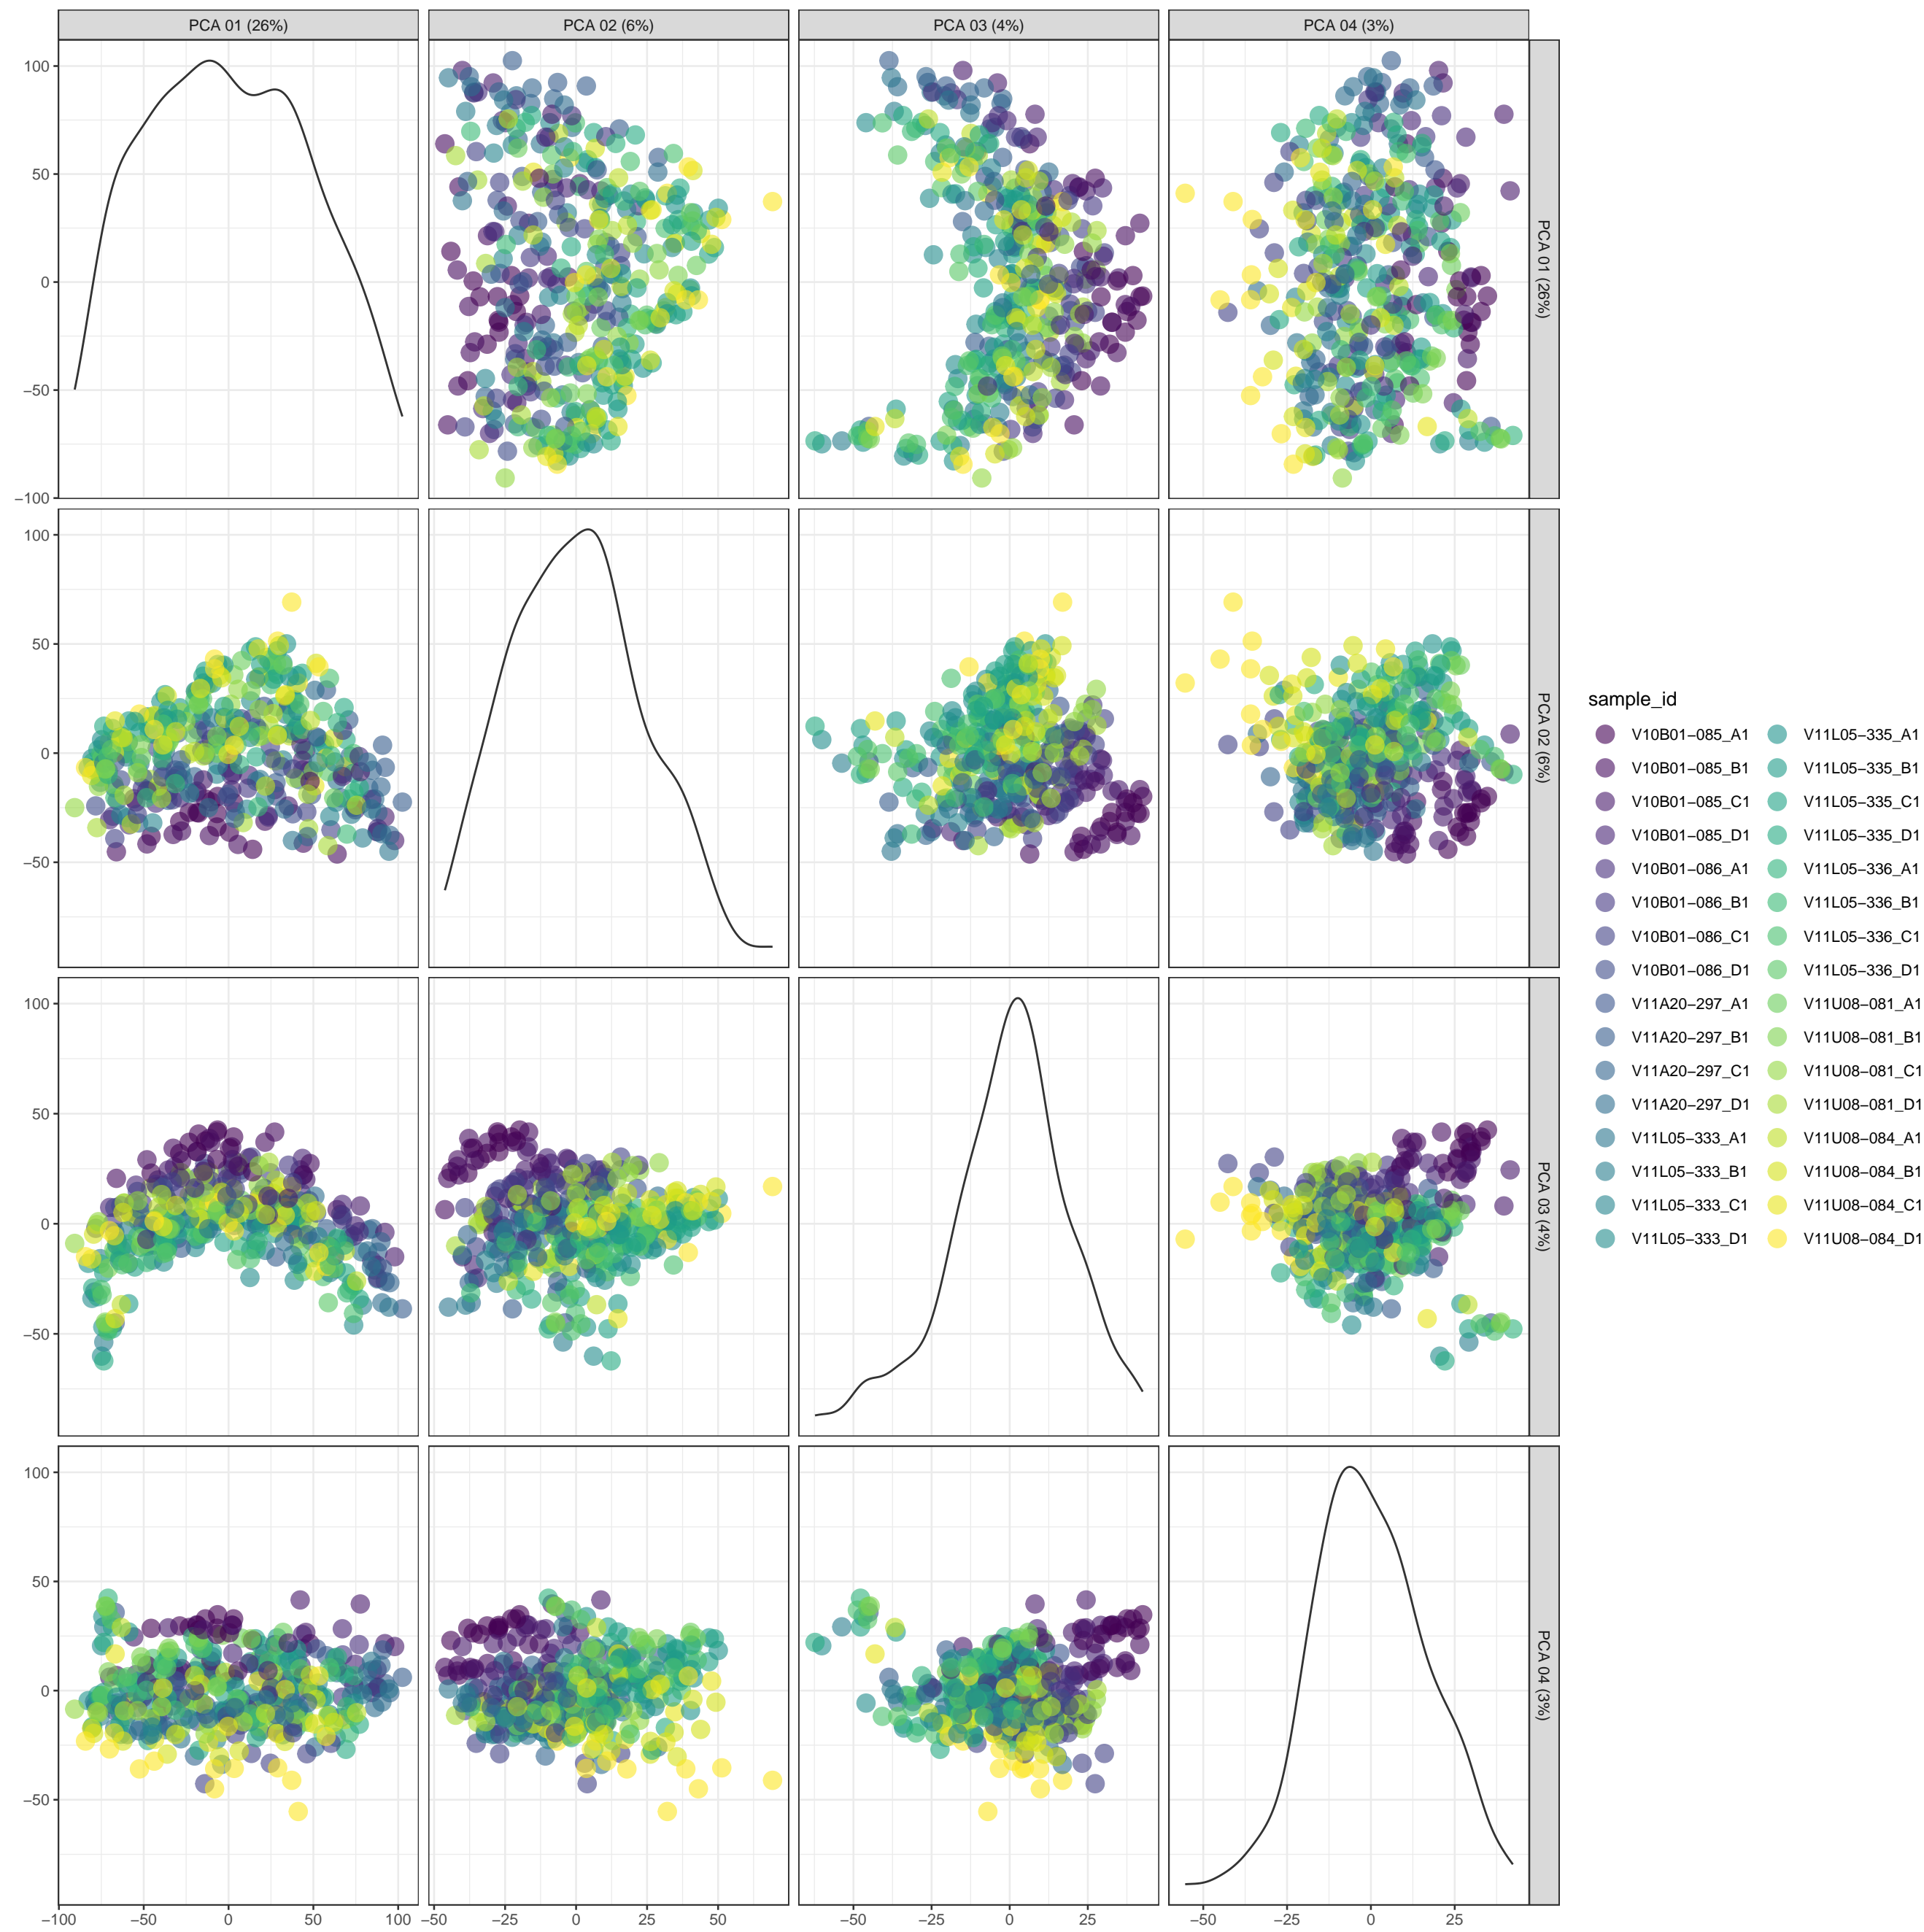 PCA 01 (26%) PCA 02 (6%) PCA 03 (4%) PCA 04 (3%)
100
50
0
−50
−100
PCA 01 (26%)
100
50
0
−50
PCA 02 (6%)
100
50
0
−50
PCA 03 (4%)
100
50
0
−50
PCA 04 (3%)
−100 −50 0 50 100 −50 −25 0 25 50 −50 −25 0 25 −50 −25 0 25
sample_id
V10B01−085_A1 V11L05−335_A1
V10B01−085_B1 V11L05−335_B1
V10B01−085_C1 V11L05−335_C1
V10B01−085_D1 V11L05−335_D1
V10B01−086_A1 V11L05−336_A1
V10B01−086_B1 V11L05−336_B1
V10B01−086_C1 V11L05−336_C1
V10B01−086_D1 V11L05−336_D1
V11A20−297_A1 V11U08−081_A1
V11A20−297_B1 V11U08−081_B1
V11A20−297_C1 V11U08−081_C1
V11A20−297_D1 V11U08−081_D1
V11L05−333_A1 V11U08−084_A1
V11L05−333_B1 V11U08−084_B1
V11L05−333_C1 V11U08−084_C1
V11L05−333_D1 V11U08−084_D1